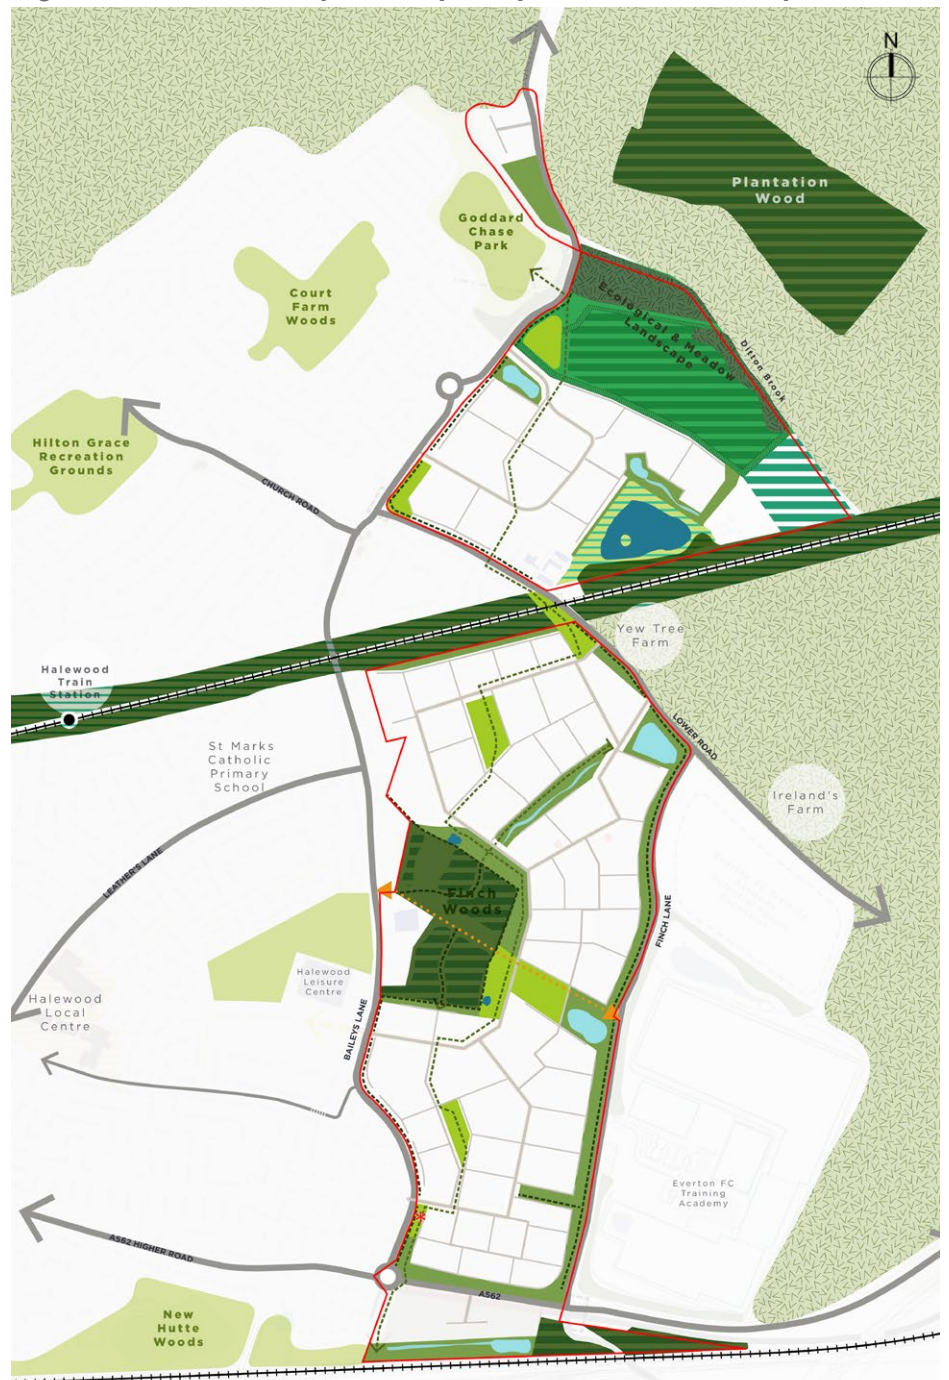 N
Plantation
Wood
Goddard
Chase
Park
Court
Farm
Woods
Ecological & Meadow
Landscape
Ditton Brook
Hilton Grace
Recreation
Grounds
CHURCH ROAD
Yew Tree
Farm
Halewood
Train
Station
LOWER ROAD
St Marks
Catholic
Primary
School
Ireland's
Farm
LEATHER'S LANE
Finch
Woods
FINCH LANE
Halewood
Leisure
Centre
Halewood
Local
Centre
BAILEYS LANE
Everton FC
Training
Academy
A562 HIGHER ROAD
A562
New
Hutte
Woods